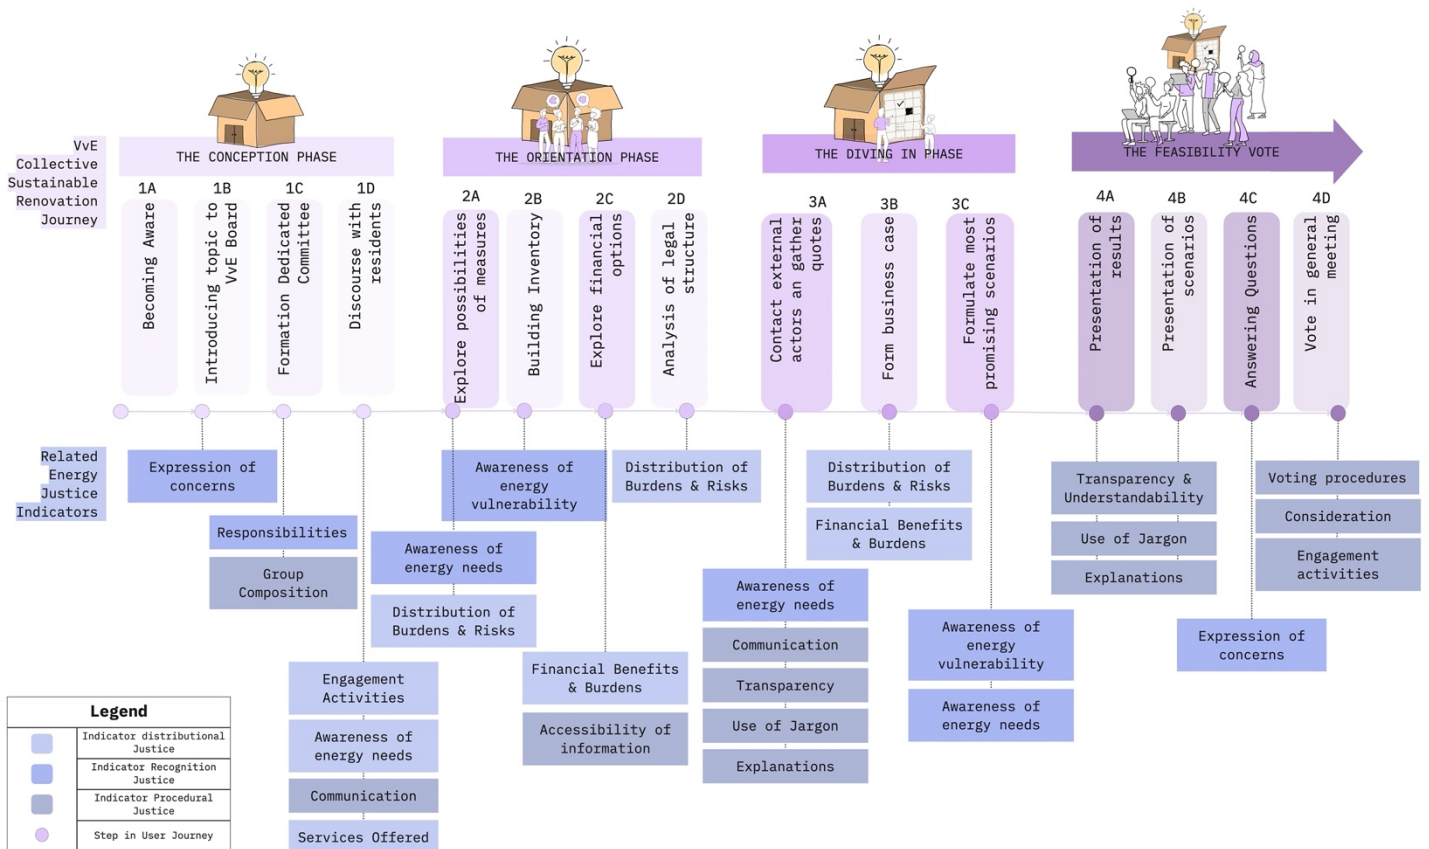 THE CONCEPTION PHASE
THE ORIENTATION PHASE
THE DIVING IN PHASE
THE FEASIBILITY VOTE
VvE
Collective
Sustainable
Renovation
Journey
1A
Becoming Aware
1B
Introducing topic to
VvE Board
1C
Formation Dedicated
Committee
1D
Discourse with
residents
2A
Explore possibilities
of measures
2B
Building Inventory
2C
Explore financial
options
2D
Analysis of legal
structure
3A
Contact external
actors an gather
quotes
3B
Form business case
3C
Formulate most
promising scenarios
4A
Presentation of
results
4B
Presentation of
scenarios
4C
Answering Questions
4D
Vote in general
meeting
Related
Energy
Justice
Indicators
Expression of
concerns
Responsibilities
Group
Composition
Engagement
Activities
Awareness of
energy needs
Communication
Services Offered
Awareness of
energy needs
Distribution of
Burdens & Risks
Awareness of
energy
vulnerability
Financial Benefits
& Burdens
Accessibility of
information
Distribution of
Burdens & Risks
Awareness of
energy needs
Communication
Transparency
Use of Jargon
Explanations
Distribution of
Burdens & Risks
Financial Benefits
& Burdens
Awareness of
energy
vulnerability
Awareness of
energy needs
Transparency &
Understandability
Use of Jargon
Explanations
Expression of
concerns
Voting procedures
Consideration
Engagement
activities
Legend
Indicator distributional
Justice
Indicator Recognition
Justice
Indicator Procedural
Justice
Step in User Journey